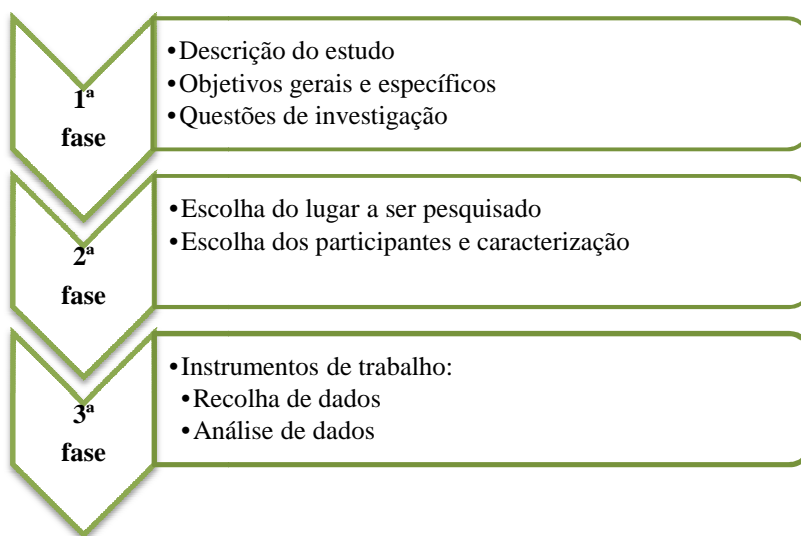 1ª
fase
•Descrição do estudo
•Objetivos gerais e específicos
•Questões de investigação
2ª
fase
•Escolha do lugar a ser pesquisado
•Escolha dos participantes e caracterização
3ª
fase
•Instrumentos de trabalho:
•Recolha de dados
•Análise de dados